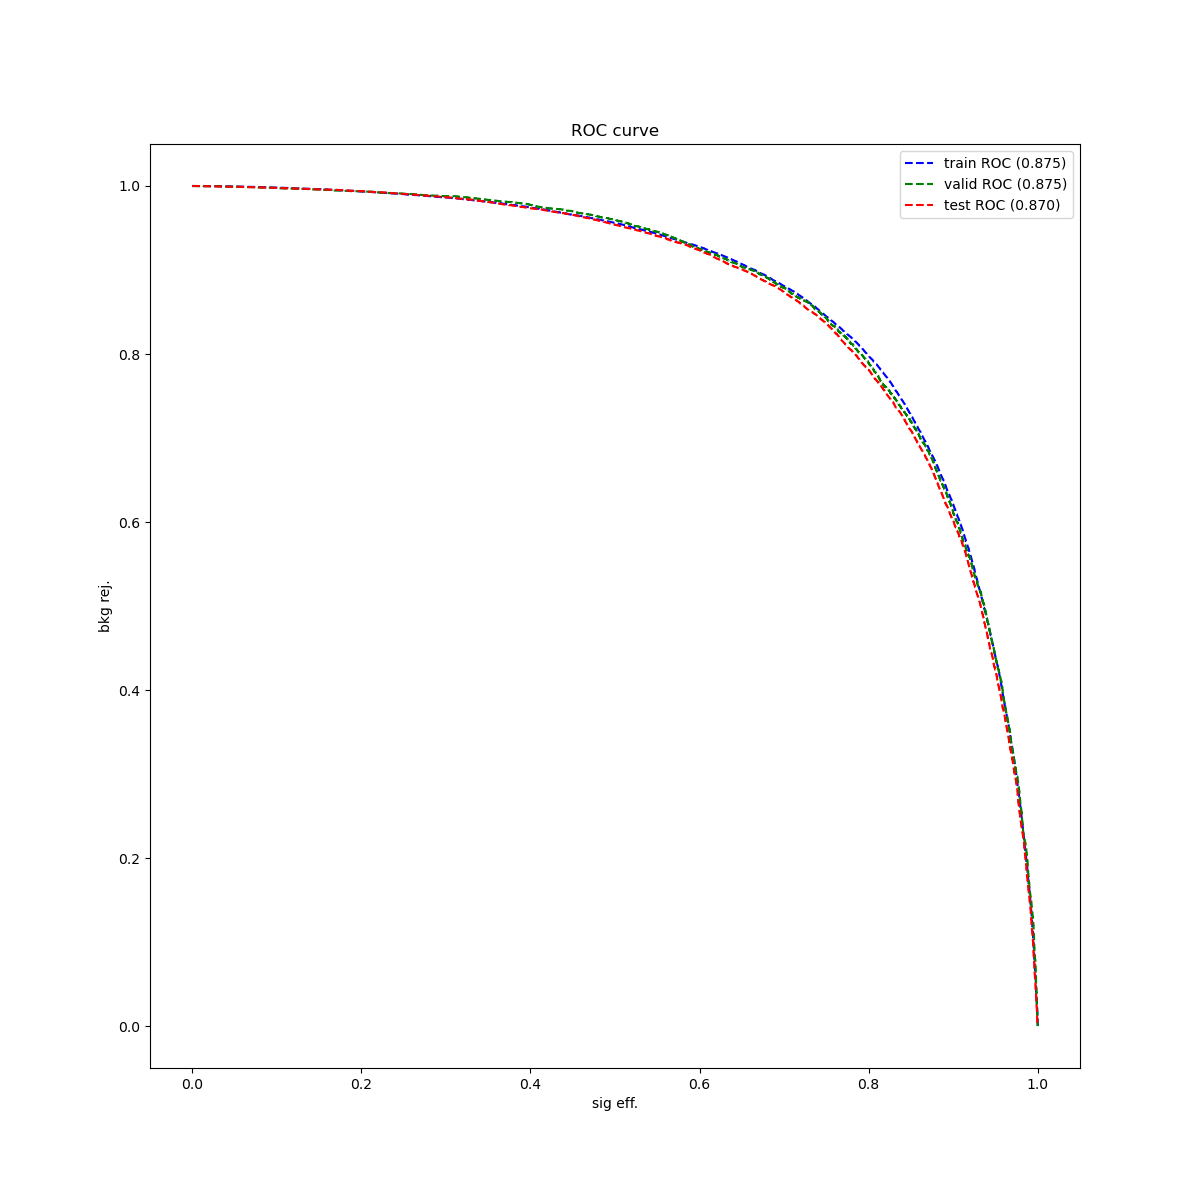 ROC curve
train ROC (0.875)
valid ROC (0.875)
test ROC (0.870)
1.0
0.8
0.6
0.4
0.2
0.0
bkg rej.
0.0 0.2 0.4 0.6 0.8 1.0
sig eff.